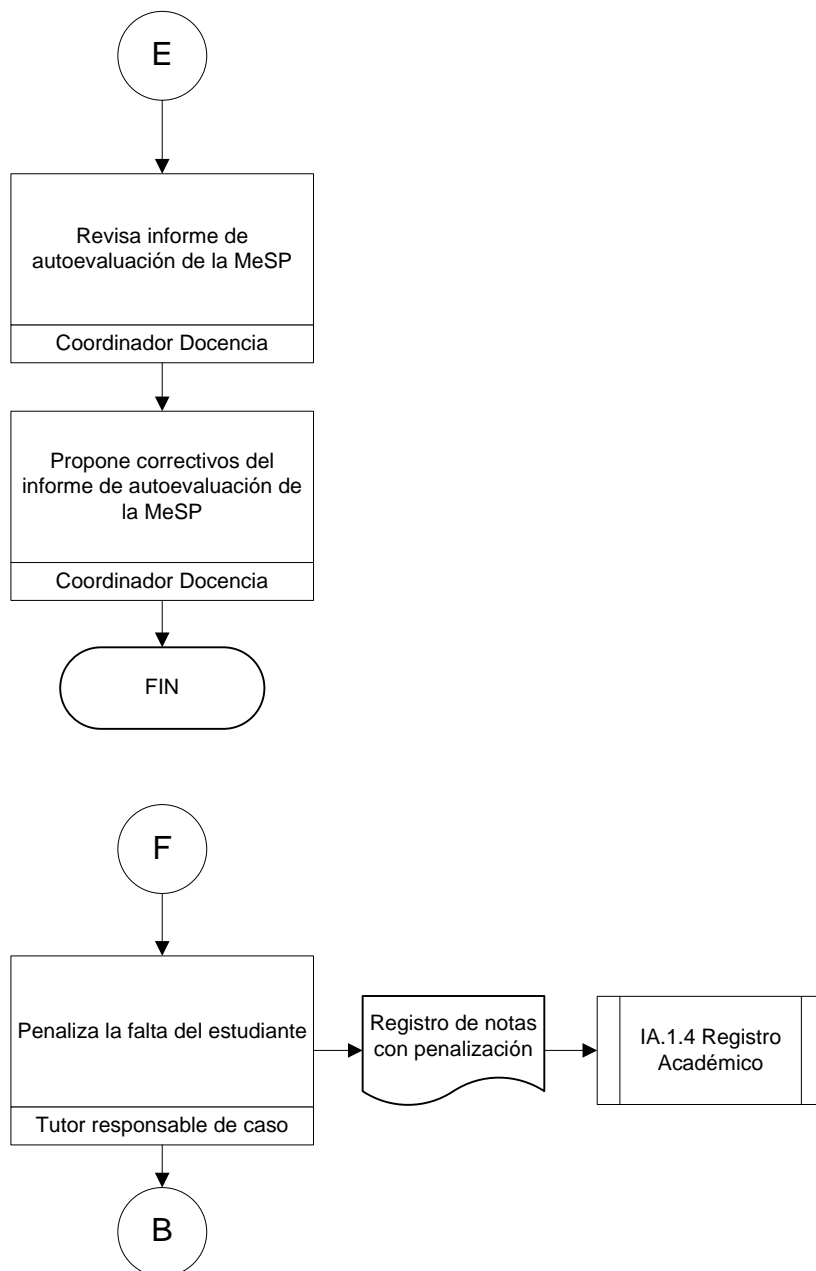 E
Revisa informe de
autoevaluación de la MeSP
Coordinador Docencia
Propone correctivos del
informe de autoevaluación de
la MeSP
Coordinador Docencia
FIN
F
Penaliza la falta del estudiante
Tutor responsable de caso
Registro de notas
con penalización
IA.1.4 Registro
Académico
B